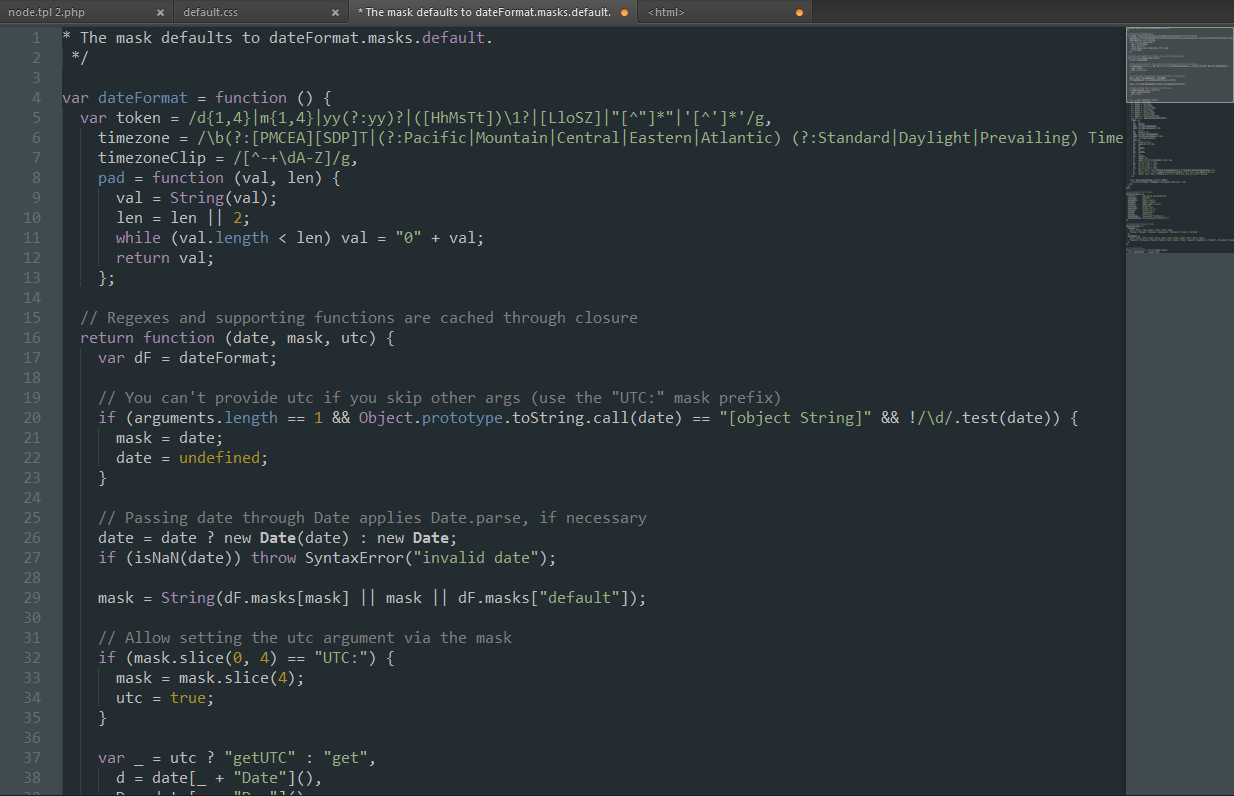 node.tpl 2.php × default.css × * The mask defaults to dateFormat.masks.default. <html>
1 * The mask defaults to dateFormat.masks.default.
2 */
3
4 var dateFormat = function () {
5 var token = /d{1,4}|m{1,4}|yy(?:yy)?|([HhMsTt])\1?|[LloSZ]|"[^"]*"|'[^']*'/g,
6 timezone = /\b(?:[PMCEA][SDP]T|(?:Pacific|Mountain|Central|Eastern|Atlantic) (?:Standard|Daylight|Prevailing) Time
7 timezoneClip = /[^-+\dA-Z]/g,
8 pad = function (val, len) {
9 val = String(val);
10 len = len || 2;
11 while (val.length < len) val = "0" + val;
12 return val;
13 };
14
15 // Regexes and supporting functions are cached through closure
16 return function (date, mask, utc) {
17 var dF = dateFormat;
18
19 // You can't provide utc if you skip other args (use the "UTC:" mask prefix)
20 if (arguments.length == 1 && Object.prototype.toString.call(date) == "[object String]" && !/\d/.test(date)) {
21 mask = date;
22 date = undefined;
23 }
24
25 // Passing date through Date applies Date.parse, if necessary
26 date = date ? new Date(date) : new Date;
27 if (isNaN(date)) throw SyntaxError("invalid date");
28
29 mask = String(dF.masks[mask] || mask || dF.masks["default"]);
30
31 // Allow setting the utc argument via the mask
32 if (mask.slice(0, 4) == "UTC:") {
33 mask = mask.slice(4);
34 utc = true;
35 }
36
37 var _ = utc ? "getUTC" : "get",
38 d = date[_ + "Date"](),